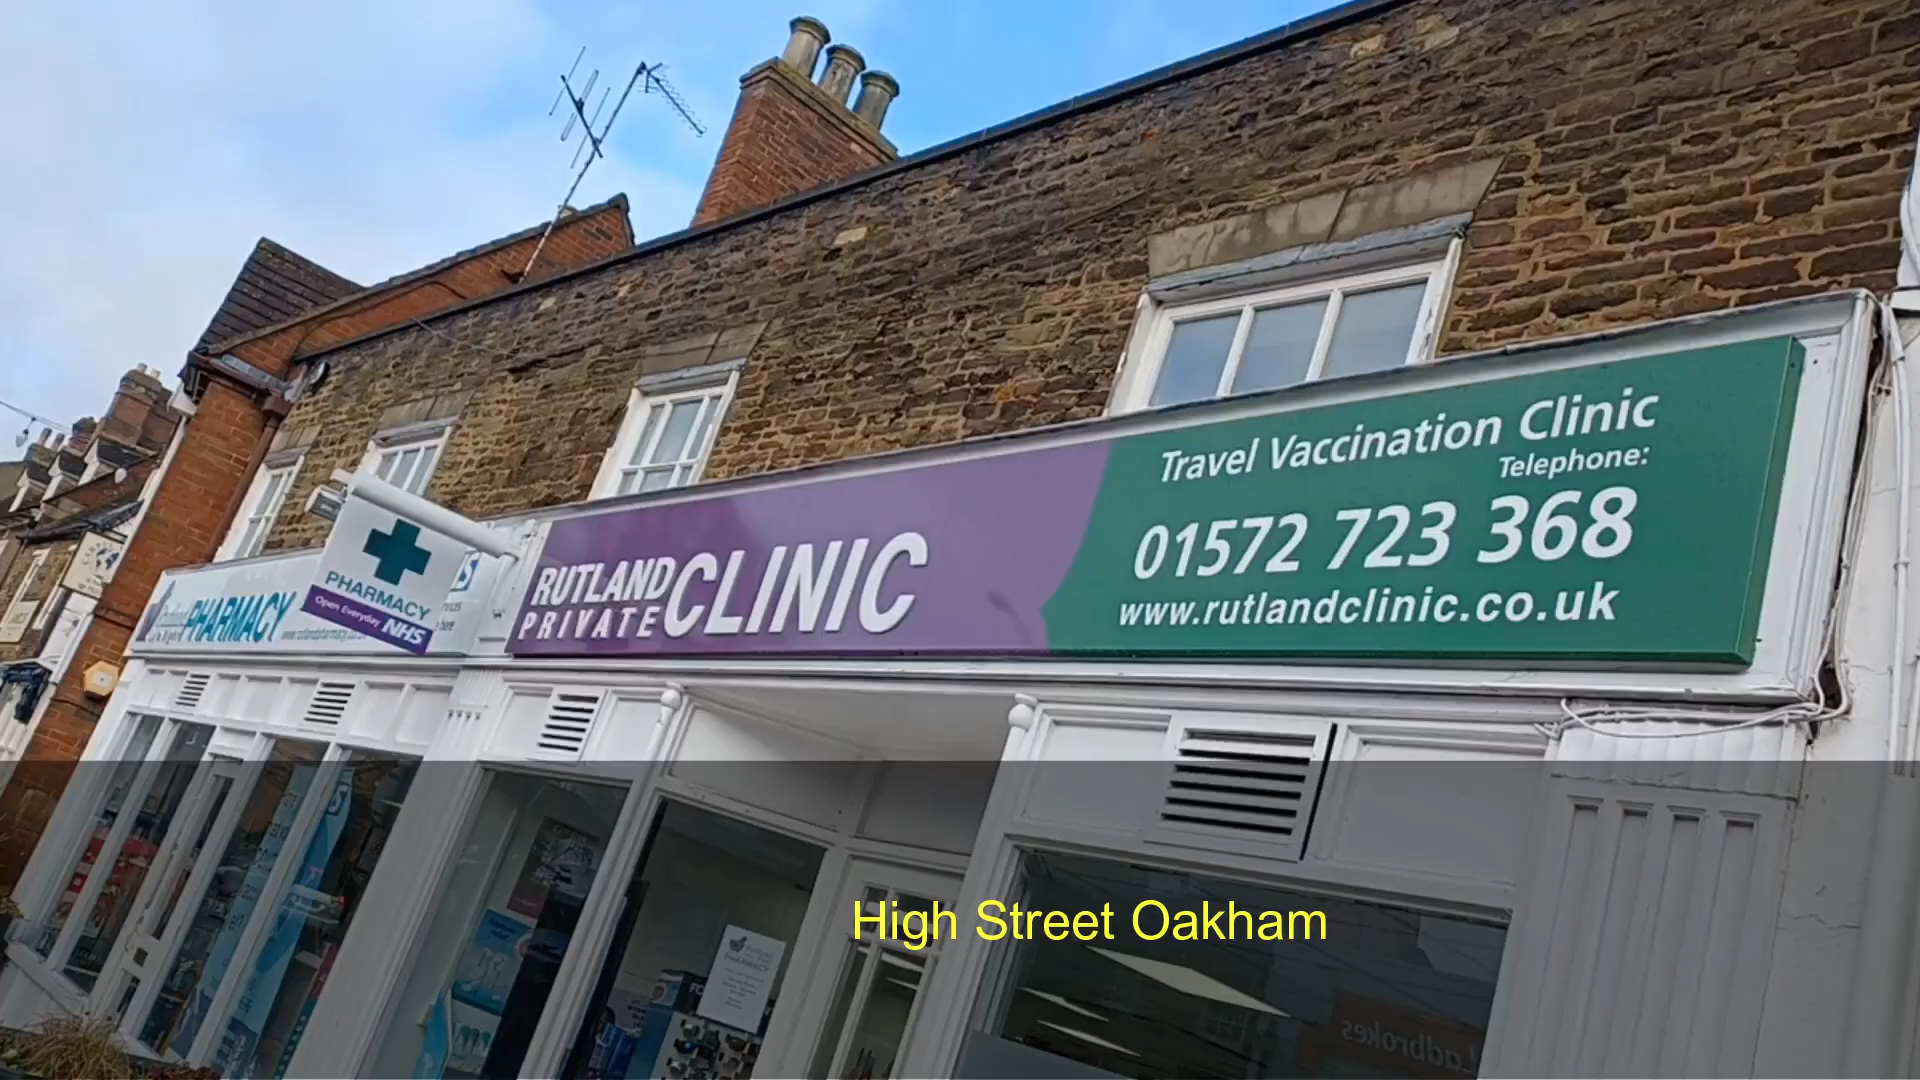 Travel Vaccination Clinic
Telephone:
01572 723 368
www.rutlandclinic.co.uk
RUTLAND
PRIVATE
CLINIC
PHARMACY
PHARMACY
Open Everyday
NHS
PHARMACY
High Street Oakham
Ladbrokes